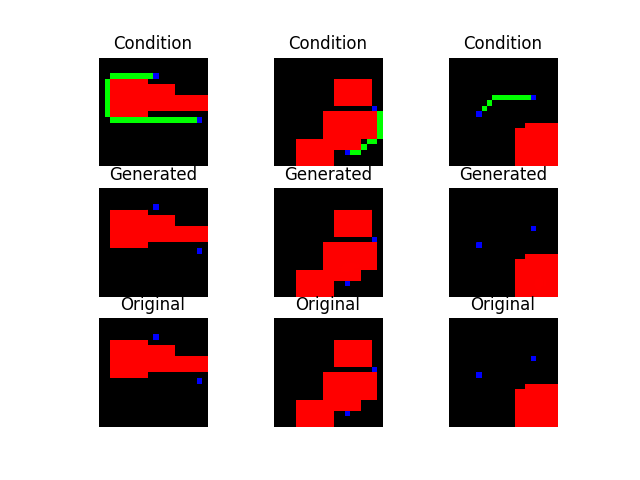 Condition Condition Condition
Generated Generated Generated
Original Original Original